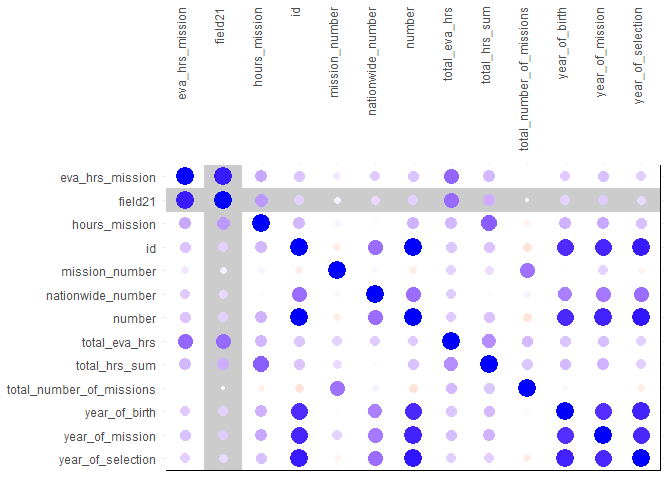 eva_hrs_mission
field21
hours_mission
id
mission_number
nationwide_number
number
total_eva_hrs
total_hrs_sum
total_number_of_missions
year_of_birth
year_of_mission
year_of_selection
eva_hrs_mission
field21
hours_mission
id
mission_number
nationwide_number
number
total_eva_hrs
total_hrs_sum
total_number_of_missions
year_of_birth
year_of_mission
year_of_selection